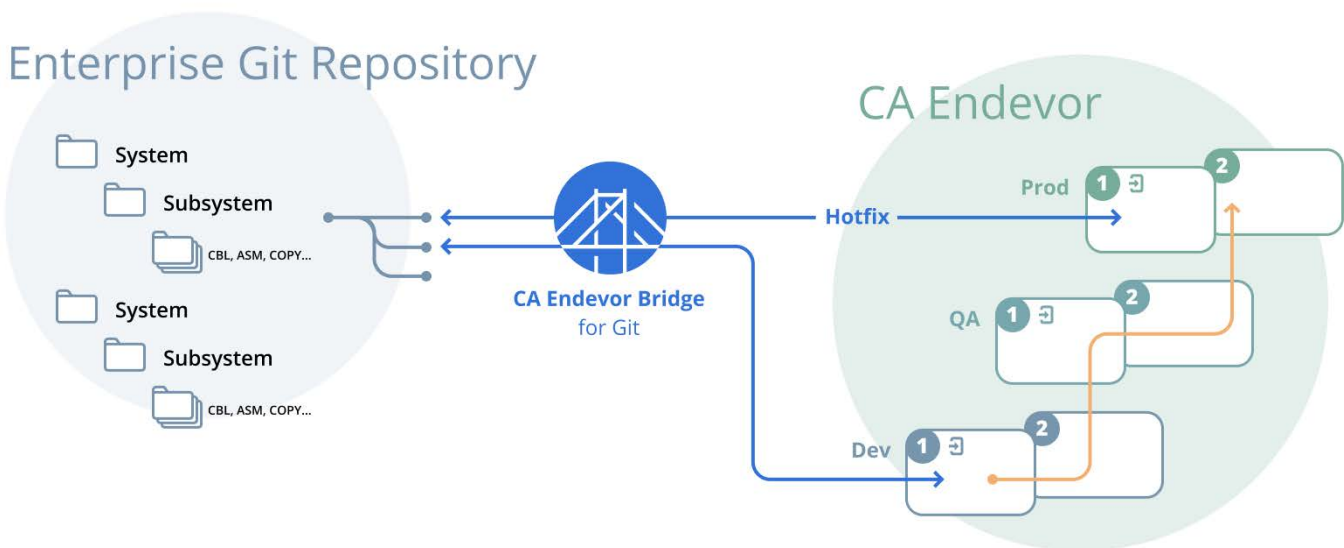 Enterprise Git Repository
System
Subsystem
CBL, ASM, COPY...
System
Subsystem
CBL, ASM, COPY...
CA Endevor Bridge
for Git
Hotfix
CA Endevor
Prod
1
2
QA
1
2
Dev
1
2